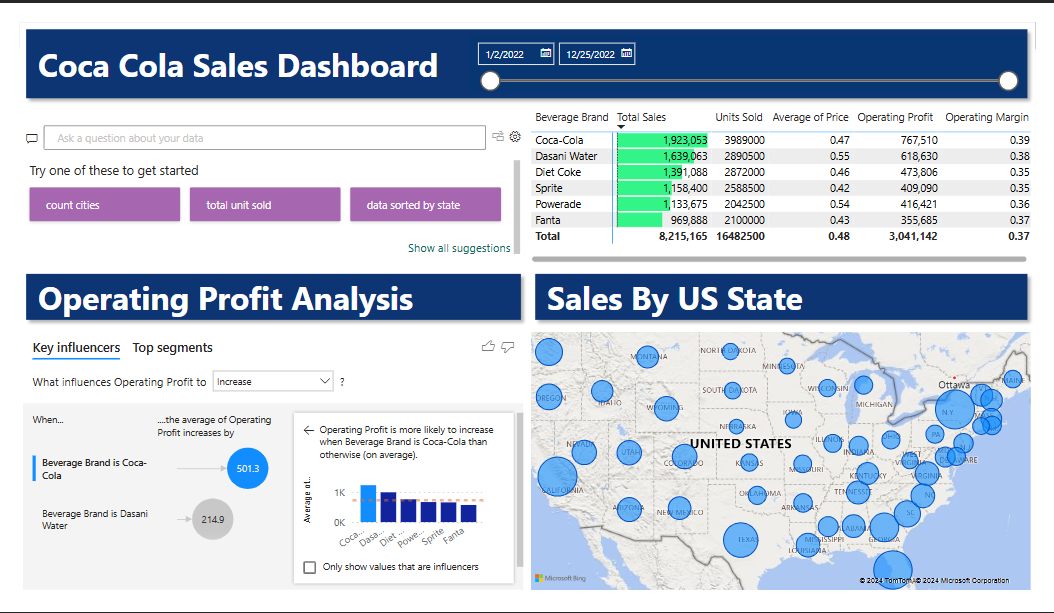 Coca Cola Sales Dashboard
1/2/2022
12/25/2022
Ask a question about your data
Try one of these to get started
count cities
total unit sold
data sorted by state
Show all suggestions
Beverage Brand Total Sales Units Sold Average of Price Operating Profit Operating Margin
Coca-Cola 1,923,053 3989000 0.47 767,510 0.39
Dasani Water 1,639,063 2890500 0.55 618,630 0.38
Diet Coke 1,391,088 2872000 0.46 473,806 0.35
Sprite 1,158,400 2588500 0.42 409,090 0.35
Powerade 1,133,675 2042500 0.54 416,421 0.36
Fanta 969,888 2100000 0.43 355,685 0.37
Total 8,215,165 16482500 0.48 3,041,142 0.37
Operating Profit Analysis
Key influencers Top segments
What influences Operating Profit to Increase ?
When...
....the average of Operating
Profit increases by
Beverage Brand is Coca-
Cola
501.3
Beverage Brand is Dasani
Water
214.9
Operating Profit is more likely to increase
when Beverage Brand is Coca-Cola than
otherwise (on average).
Average of...
1K
0K
Coca...
Dasa...
Diet ...
Powe...
Sprite
Fanta
Only show values that are influencers
Sales By US State
MONTANA
NORTH DAKOTA
MINNESOTA
Ottawa
MAINE
OREGON
IDAHO
WYOMING
SOUTH DAKOTA
WISCONSIN
MICHIGAN
N.Y.
IOWA
NEBRASKA
UNITED STATES
NEVADA
UTAH
COLORADO
KANSAS
MISSOURI
ILLINOIS
INDIANA
OHIO
PA
WEST
VIRGINIA
DELAWARE
CALIFORNIA
KENTUCKY
VIRGINIA
ARIZONA
NEW MEXICO
OKLAHOMA
ARKANSAS
TENNESSEE
NC
SC
TEXAS
LOUISIANA
MISSISSIPPI
ALABAMA
GEORGIA
Microsoft Bing
© 2024 TomTom, © 2024 Microsoft Corporation